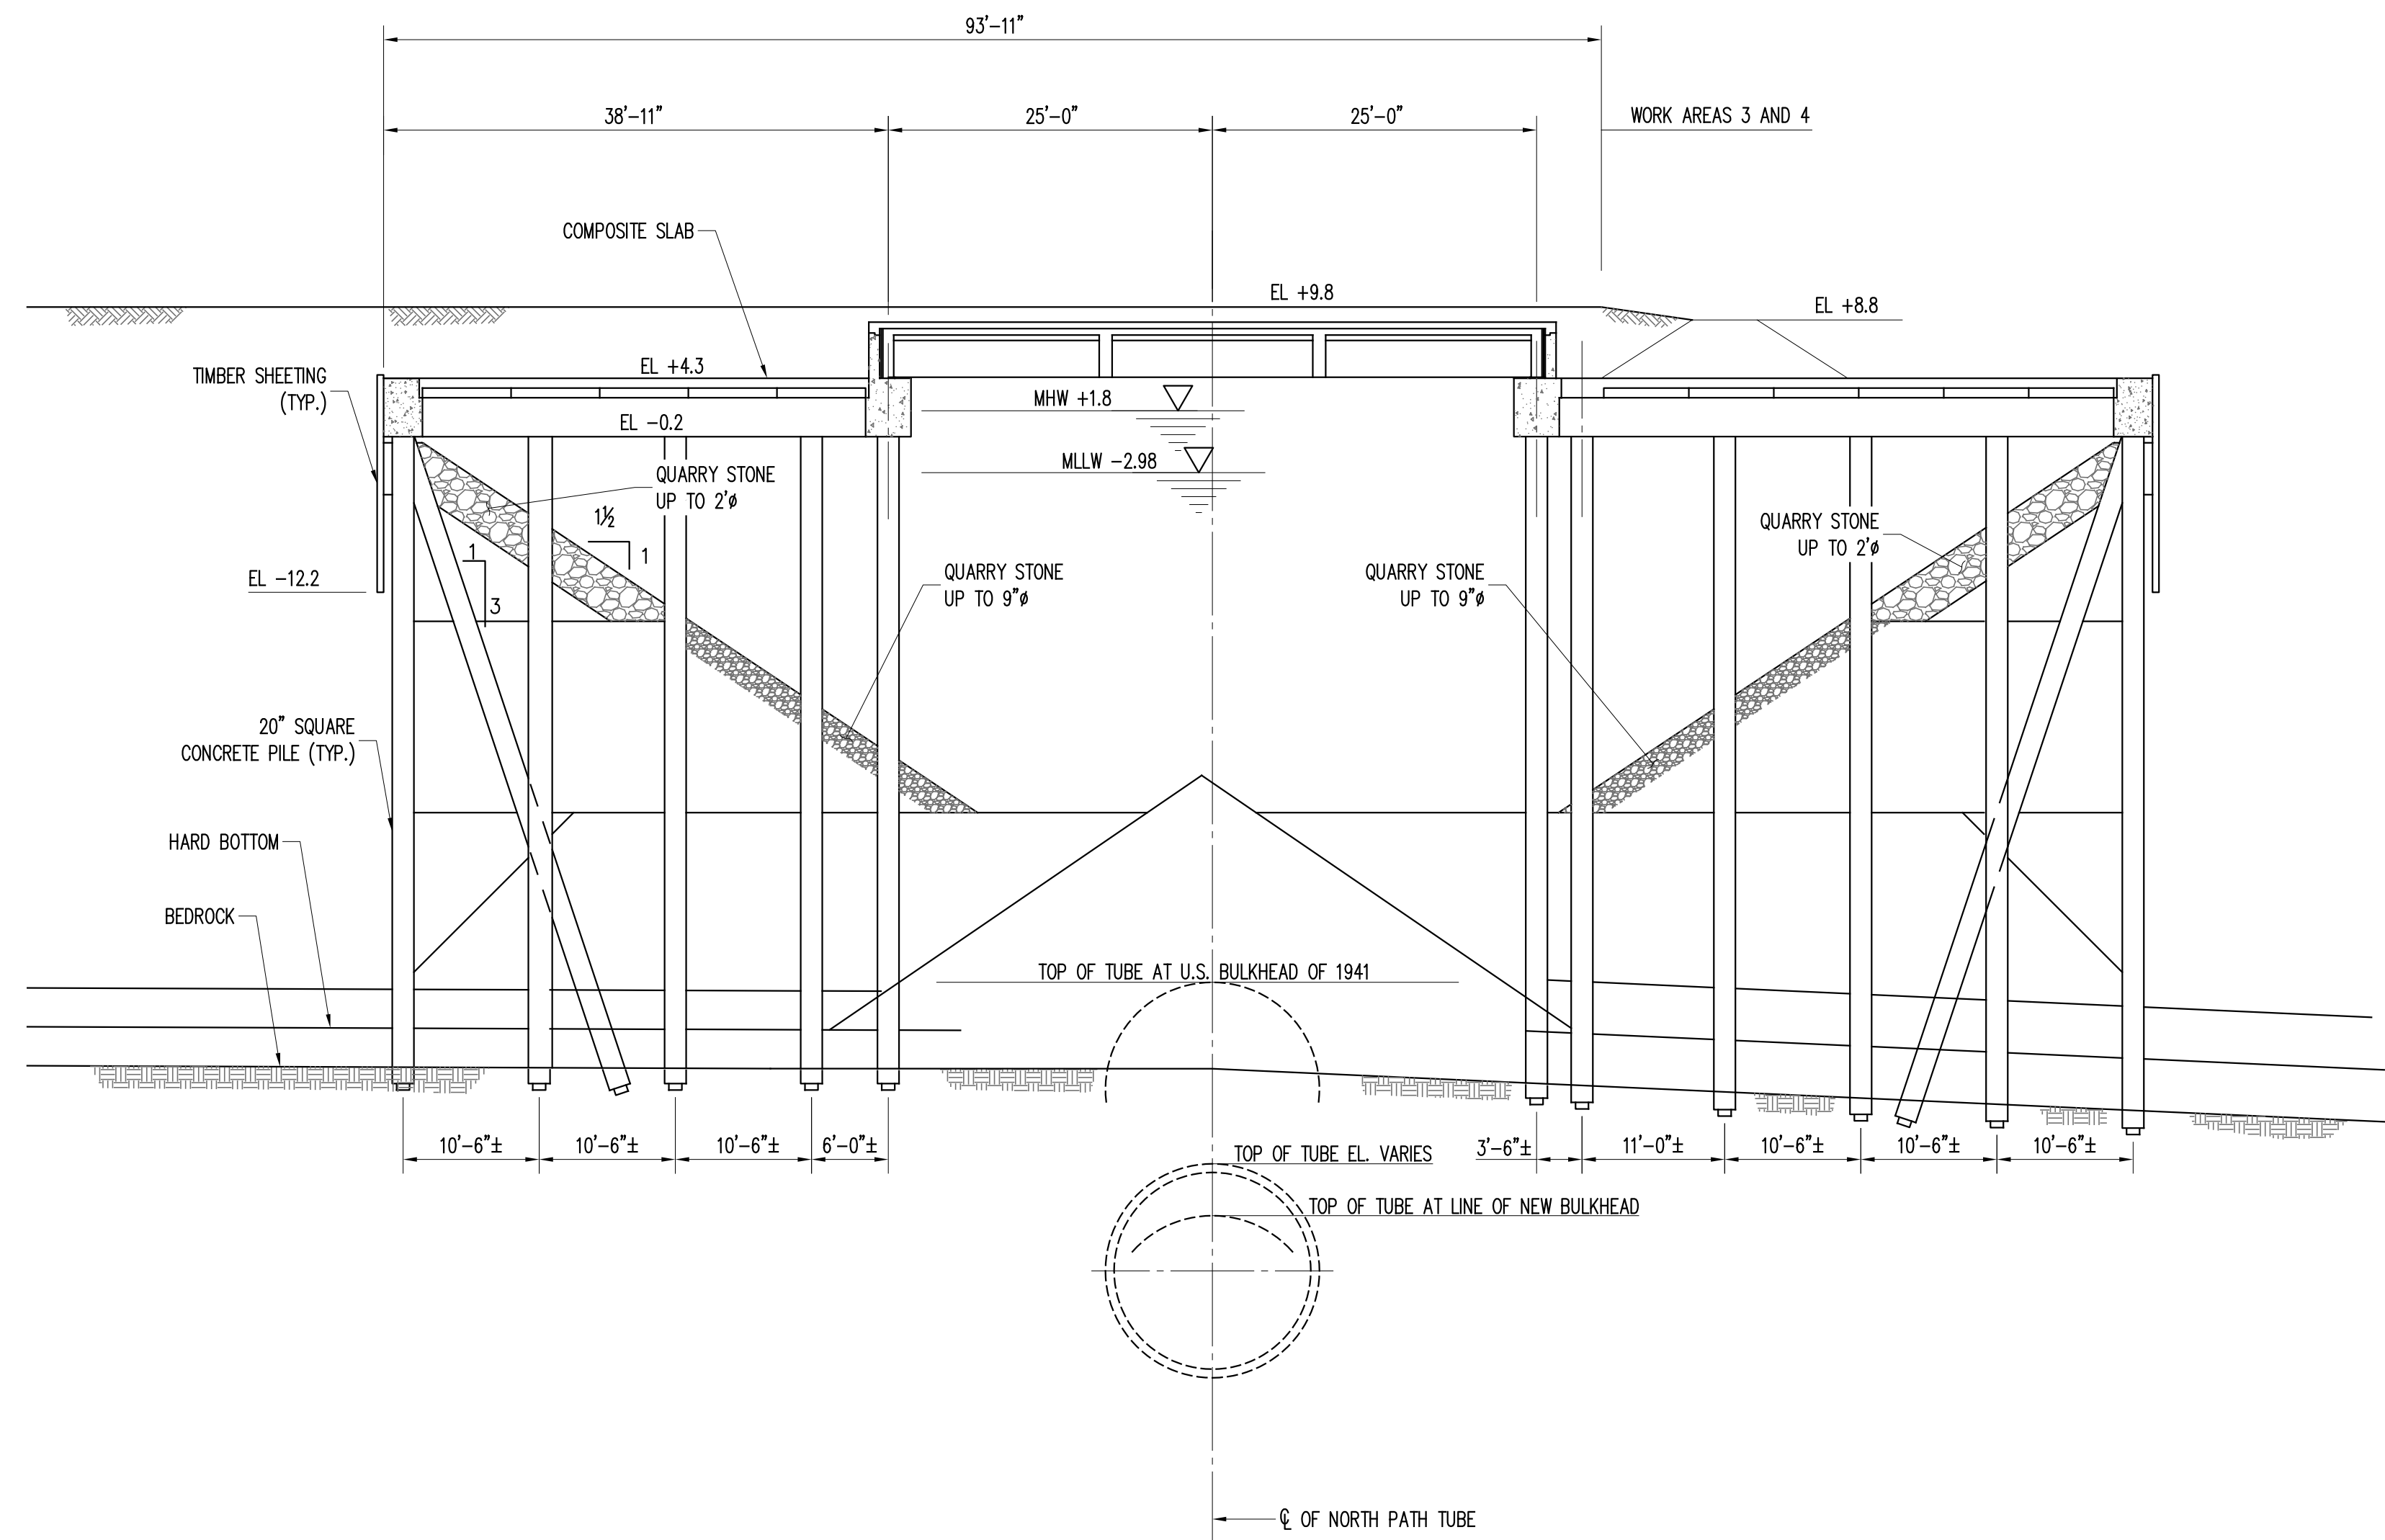 93'-11"
38'-11"
25'-0"
25'-0"
WORK AREAS 3 AND 4
COMPOSITE SLAB
EL +9.8
EL +8.8
EL +4.3
TIMBER SHEETING
(TYP.)
MHW +1.8
EL -0.2
MLLW -2.98
QUARRY STONE
UP TO 2'ø
1½
1
1
3
QUARRY STONE
UP TO 2'ø
EL -12.2
QUARRY STONE
UP TO 9"ø
QUARRY STONE
UP TO 9"ø
20" SQUARE
CONCRETE PILE (TYP.)
HARD BOTTOM
BEDROCK
TOP OF TUBE AT U.S. BULKHEAD OF 1941
10'-6"±
10'-6"±
10'-6"±
6'-0"±
TOP OF TUBE EL. VARIES
3'-6"±
11'-0"±
10'-6"±
10'-6"±
10'-6"±
TOP OF TUBE AT LINE OF NEW BULKHEAD
℄ OF NORTH PATH TUBE